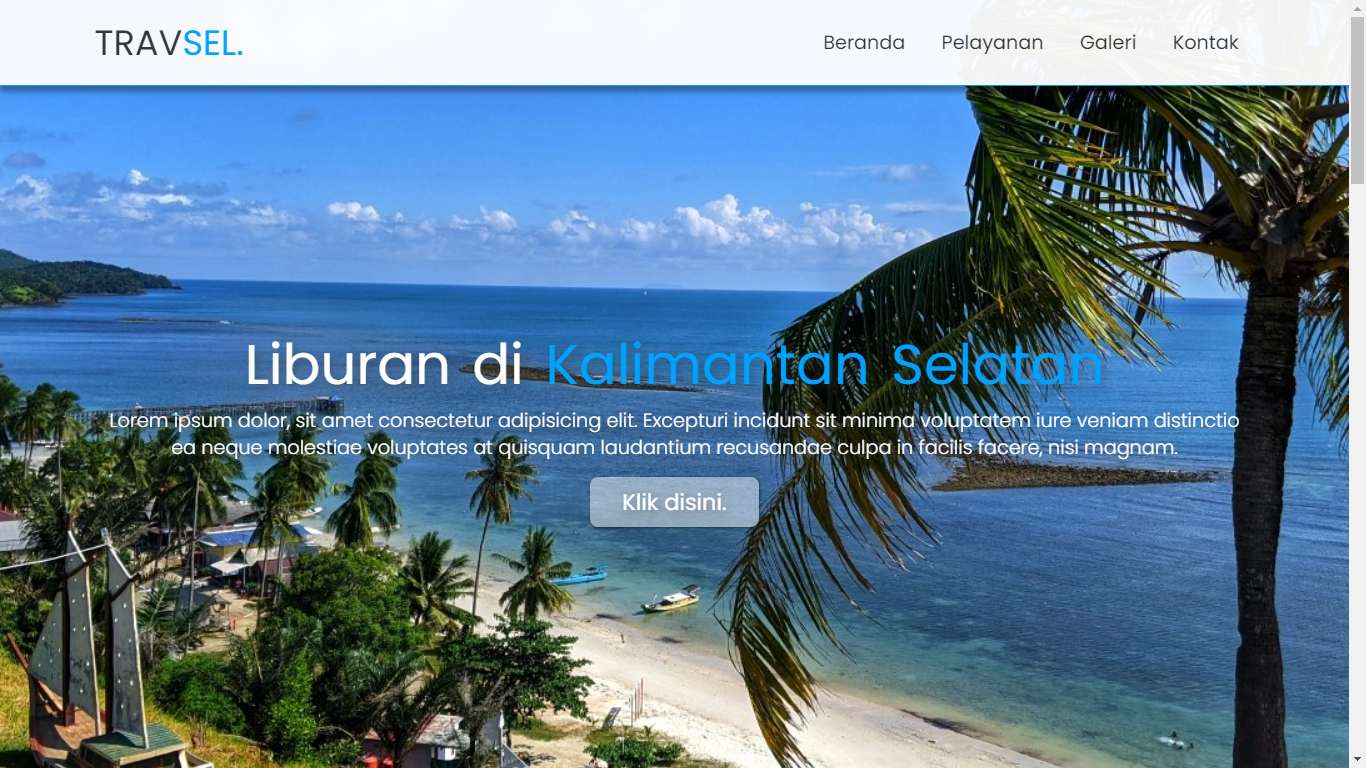 TRAVSEL.
Beranda Pelayanan Galeri Kontak
Liburan di Kalimantan Selatan
Lorem ipsum dolor, sit amet consectetur adipisicing elit. Excepturi incidunt sit minima voluptatem iure veniam distinctio
ea neque molestiae voluptates at quisquam laudantium recusandae culpa in facilis facere, nisi magnam.
Klik disini.